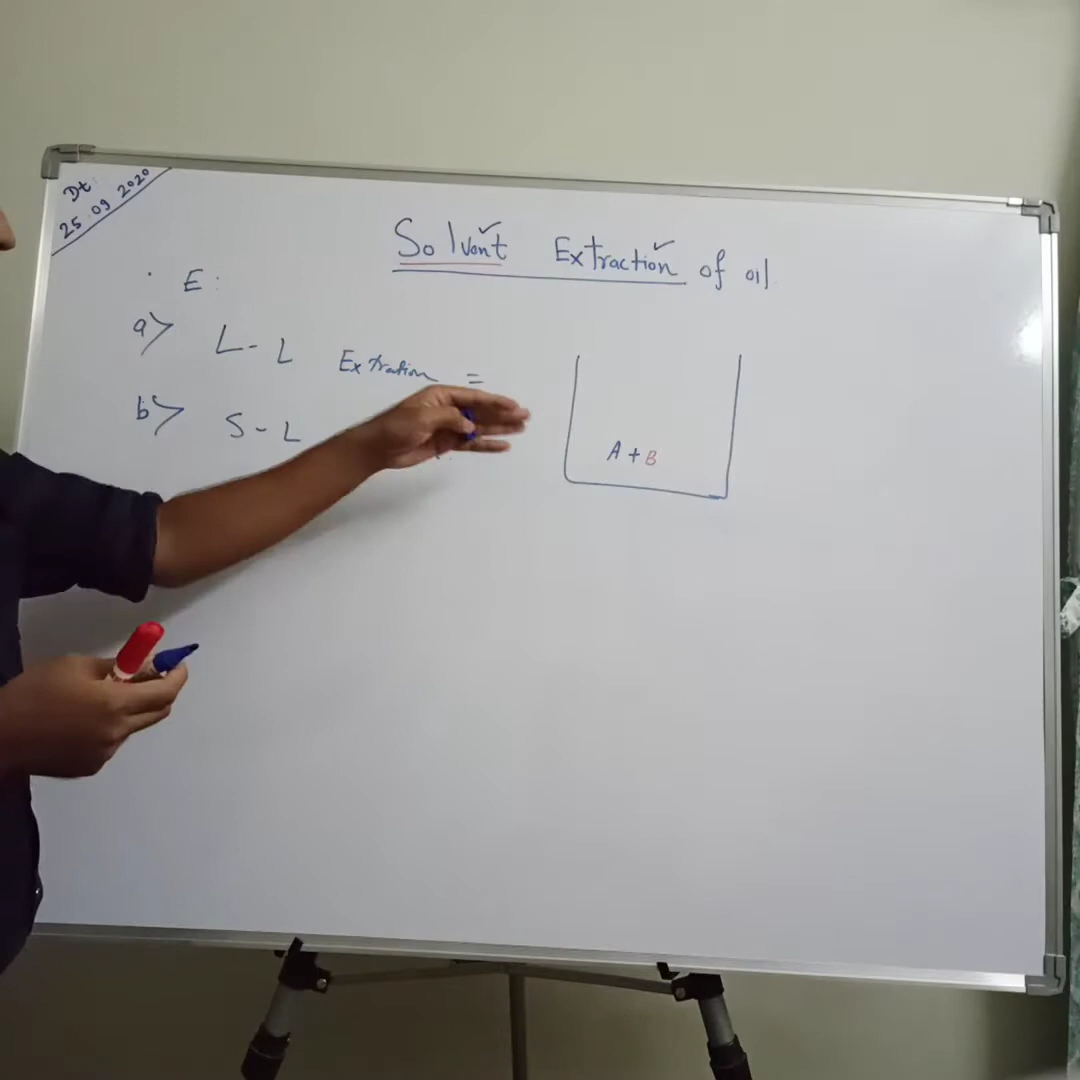 Dt:
25.09 2020
Solvent Extraction of oil
E:
a> L-L Extraction =
b> S-L
A + B